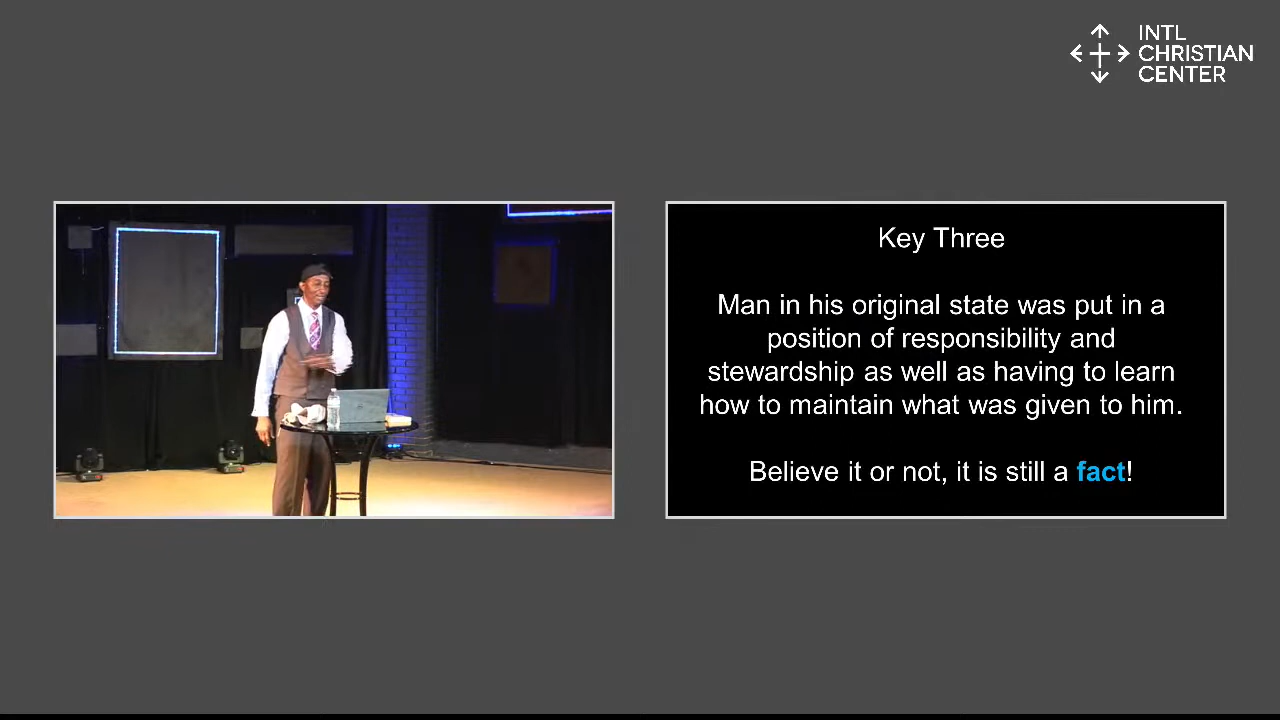 INTL
CHRISTIAN
CENTER
Key Three
Man in his original state was put in a
position of responsibility and
stewardship as well as having to learn
how to maintain what was given to him.
Believe it or not, it is still a fact!